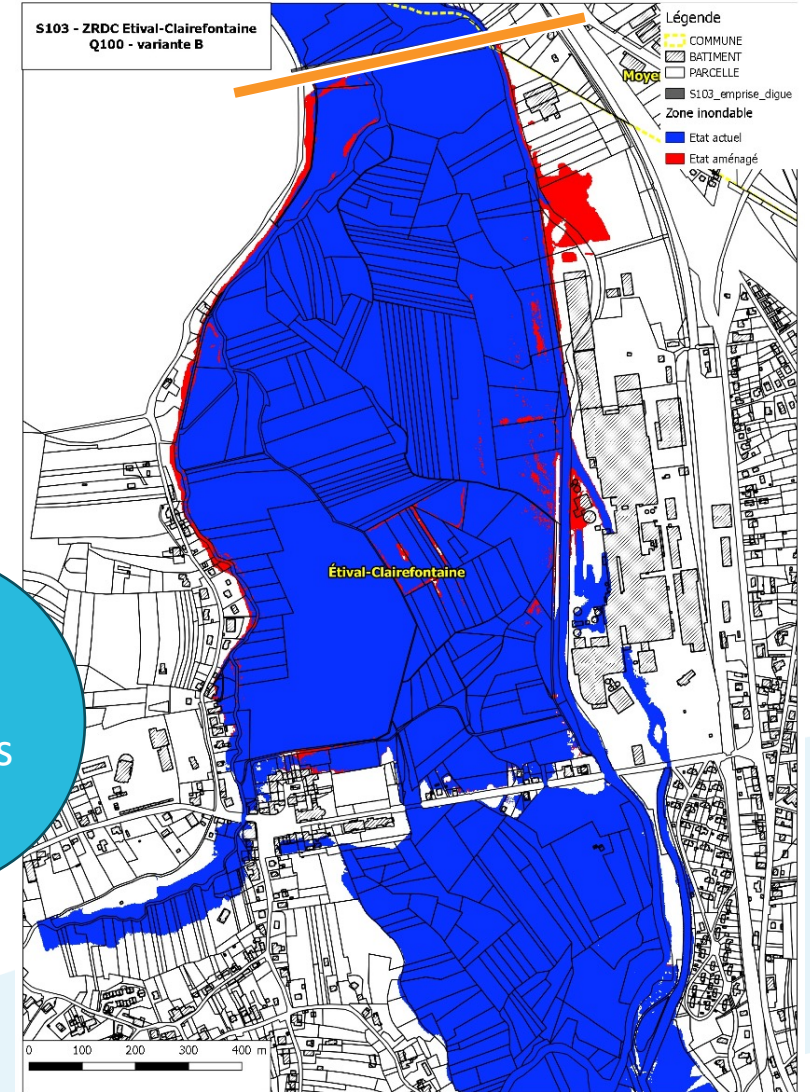 S103 - ZRDC Etival-Clairefontaine
Q100 - variante B
Légende
COMMUNE
BATIMENT
PARCELLE
S103_emprise_digue
Zone inondable
Etat actuel
Etat aménagé
Moye
Étival-Clairefontaine
s
0 100 200 300 400 m